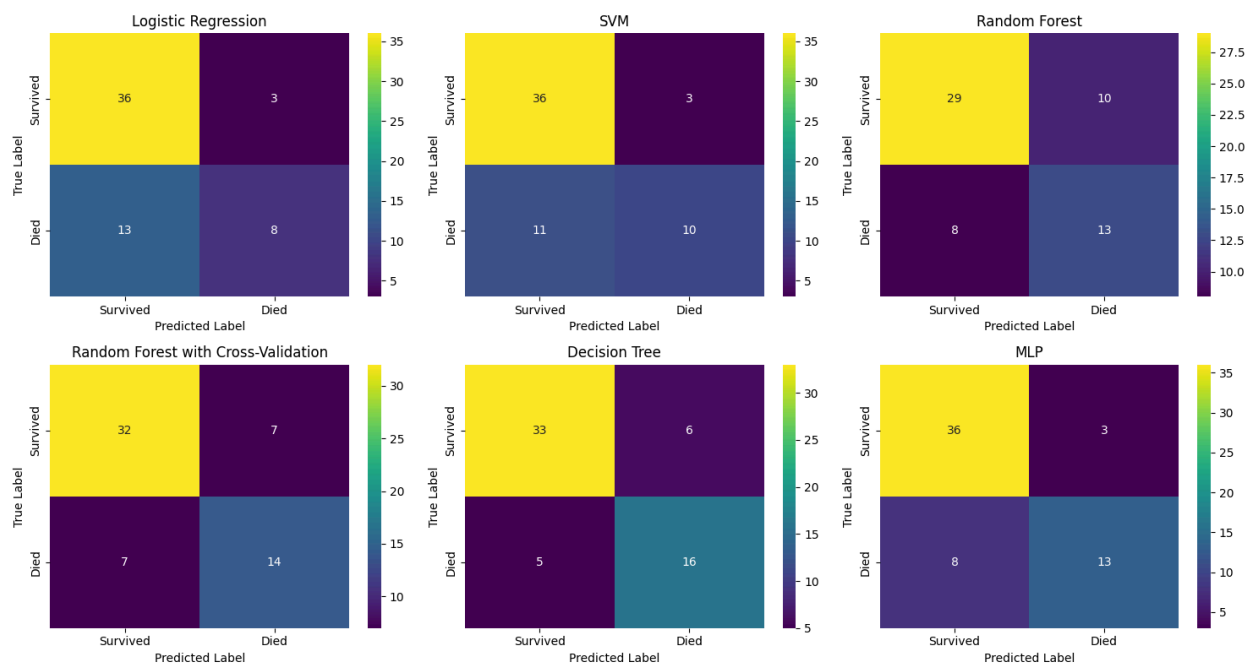 Logistic Regression
35
30
25
20
15
10
5
Survived
Died
True Label
36
3
13
8
Survived
Died
Predicted Label
SVM
35
30
25
20
15
10
5
Survived
Died
True Label
36
3
11
10
Survived
Died
Predicted Label
Random Forest
27.5
25.0
22.5
20.0
17.5
15.0
12.5
10.0
Survived
Died
True Label
29
10
8
13
Survived
Died
Predicted Label
Random Forest with Cross-Validation
30
25
20
15
10
Survived
Died
True Label
32
7
7
14
Survived
Died
Predicted Label
Decision Tree
30
25
20
15
10
5
Survived
Died
True Label
33
6
5
16
Survived
Died
Predicted Label
MLP
35
30
25
20
15
10
5
Survived
Died
True Label
36
3
8
13
Survived
Died
Predicted Label